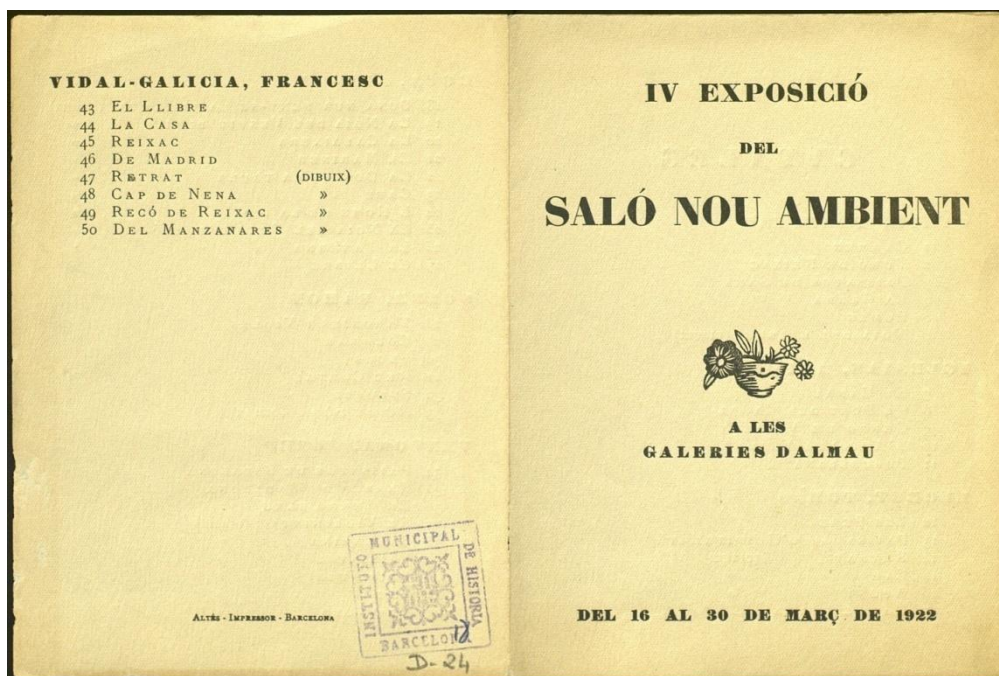 VIDAL-GALICIA, FRANCESC
43 EL LLIBRE
44 LA CASA
45 REIXAC
46 DE MADRID
47 RETRAT (DIBUIX)
48 CAP DE NENA »
49 RECÓ DE REIXAC »
50 DEL MANZANARES »
ALTÉS - IMPRESSOR - BARCELONA
INSTITUTO
MUNICIPAL
DE HISTORIA
BARCELONA
D-24
IV EXPOSICIÓ
DEL
SALÓ NOU AMBIENT
A LES
GALERIES DALMAU
DEL 16 AL 30 DE MARÇ DE 1922